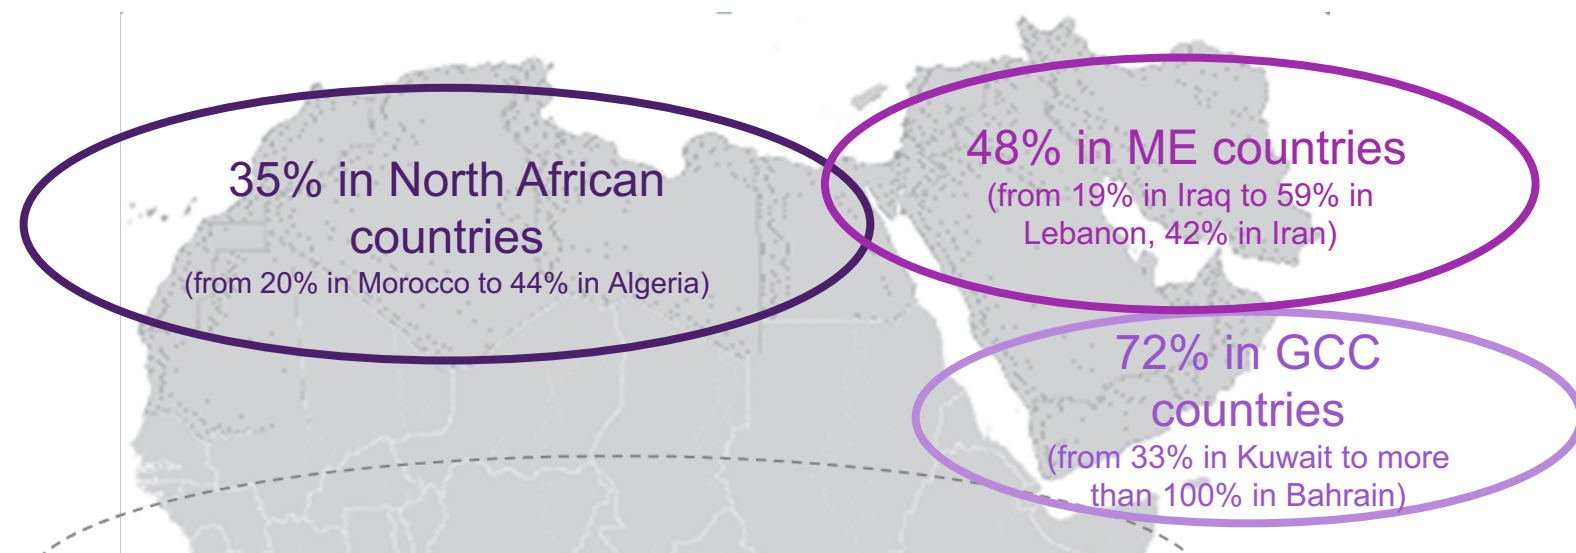 35% in North African
countries
(from 20% in Morocco to 44% in Algeria)
48% in ME countries
(from 19% in Iraq to 59% in
Lebanon, 42% in Iran)
72% in GCC
countries
(from 33% in Kuwait to more
than 100% in Bahrain)